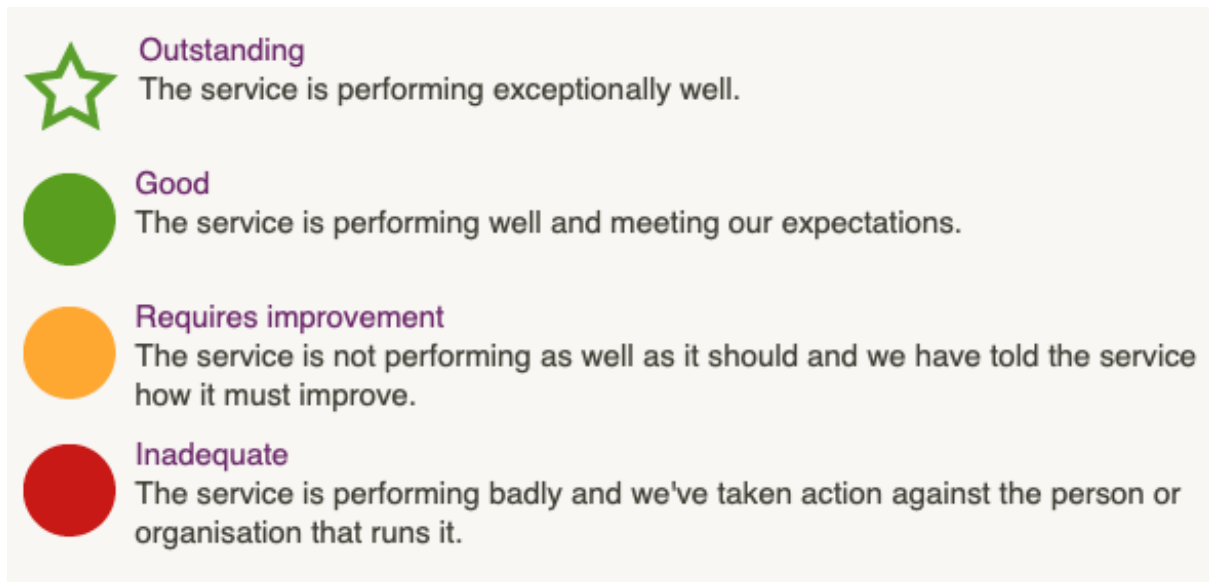 Outstanding
The service is performing exceptionally well.
Good
The service is performing well and meeting our expectations.
Requires improvement
The service is not performing as well as it should and we have told the service
how it must improve.
Inadequate
The service is performing badly and we've taken action against the person or
organisation that runs it.